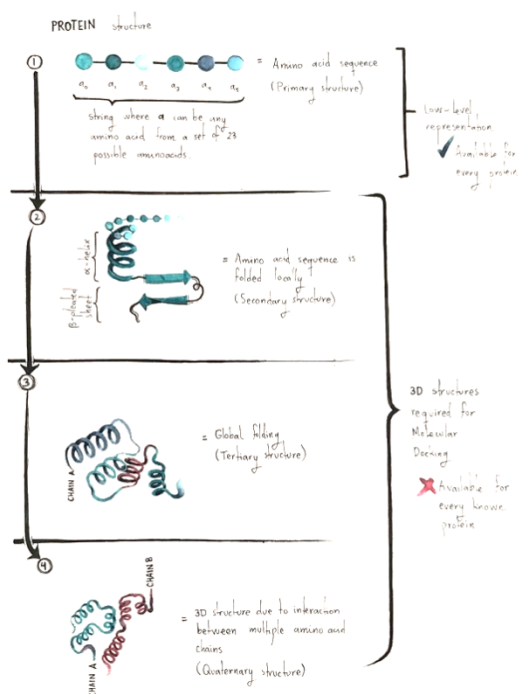 PROTEIN structure
1
a₀ a₁ a₂ a₃ a₄ a₅
string where a can be any
amino acid from a set of 23
possible aminoacids.
= Amino acid sequence
(Primary structure)
Low-level
representation
Available for
every protein
2
α-helix
β-pleated
sheet
= Amino acid sequence is
folded locally
(Secondary structure)
3
CHAIN A
= Global folding
(Tertiary structure)
3D structures
required for
Molecular
Docking
Available for
every known
protein
4
CHAIN B
CHAIN A
= 3D structure due to interaction
between multiple amino acid
chains
(Quaternary structure)